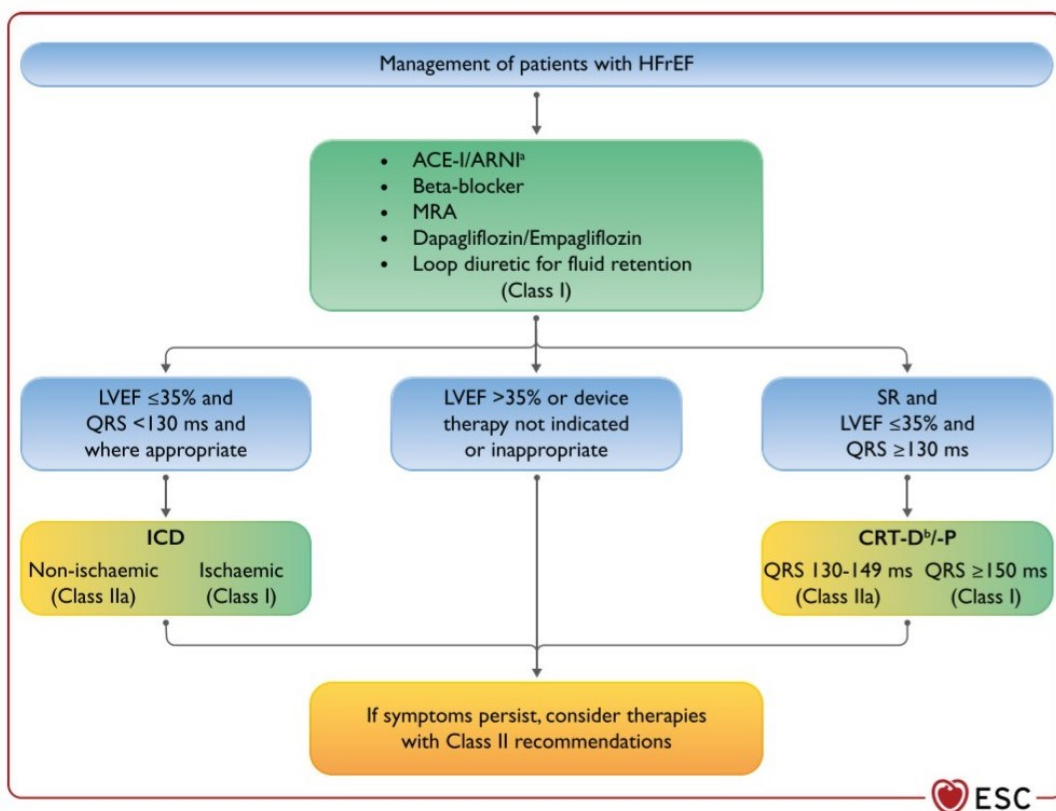 Management of patients with HFrEF
• ACE-I/ARNIᵃ
• Beta-blocker
• MRA
• Dapagliflozin/Empagliflozin
• Loop diuretic for fluid retention
(Class I)
LVEF ≤35% and
QRS <130 ms and
where appropriate
LVEF >35% or device
therapy not indicated
or inappropriate
SR and
LVEF ≤35% and
QRS ≥130 ms
ICD
Non-ischaemic
(Class IIa)
Ischaemic
(Class I)
CRT-Dᵇ/-P
QRS 130-149 ms
(Class IIa)
QRS ≥150 ms
(Class I)
If symptoms persist, consider therapies
with Class II recommendations
ESC